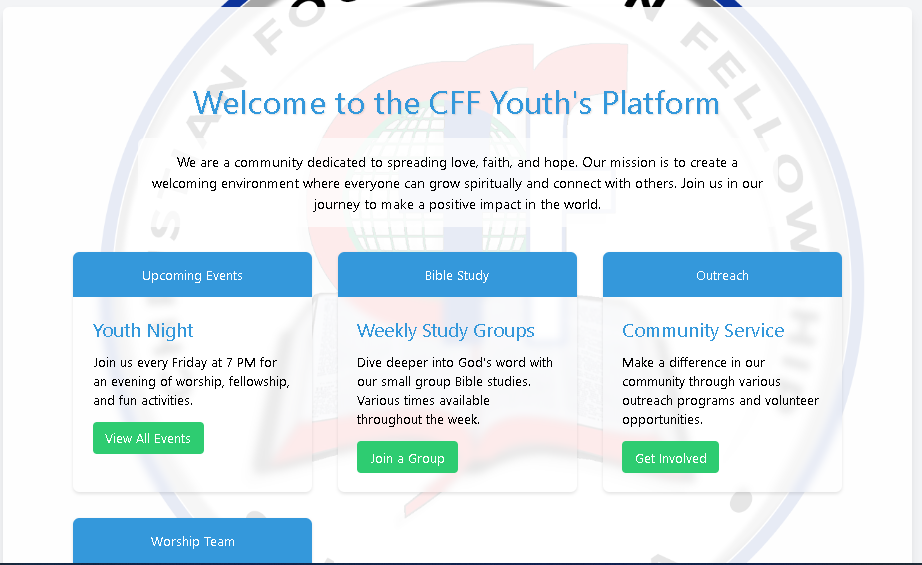 Welcome to the CFF Youth's Platform
We are a community dedicated to spreading love, faith, and hope. Our mission is to create a
welcoming environment where everyone can grow spiritually and connect with others. Join us in our
journey to make a positive impact in the world.
Upcoming Events
Youth Night
Join us every Friday at 7 PM for
an evening of worship, fellowship,
and fun activities.
View All Events
Bible Study
Weekly Study Groups
Dive deeper into God's word with
our small group Bible studies.
Various times available
throughout the week.
Join a Group
Outreach
Community Service
Make a difference in our
community through various
outreach programs and volunteer
opportunities.
Get Involved
Worship Team
FELLOWSHIP